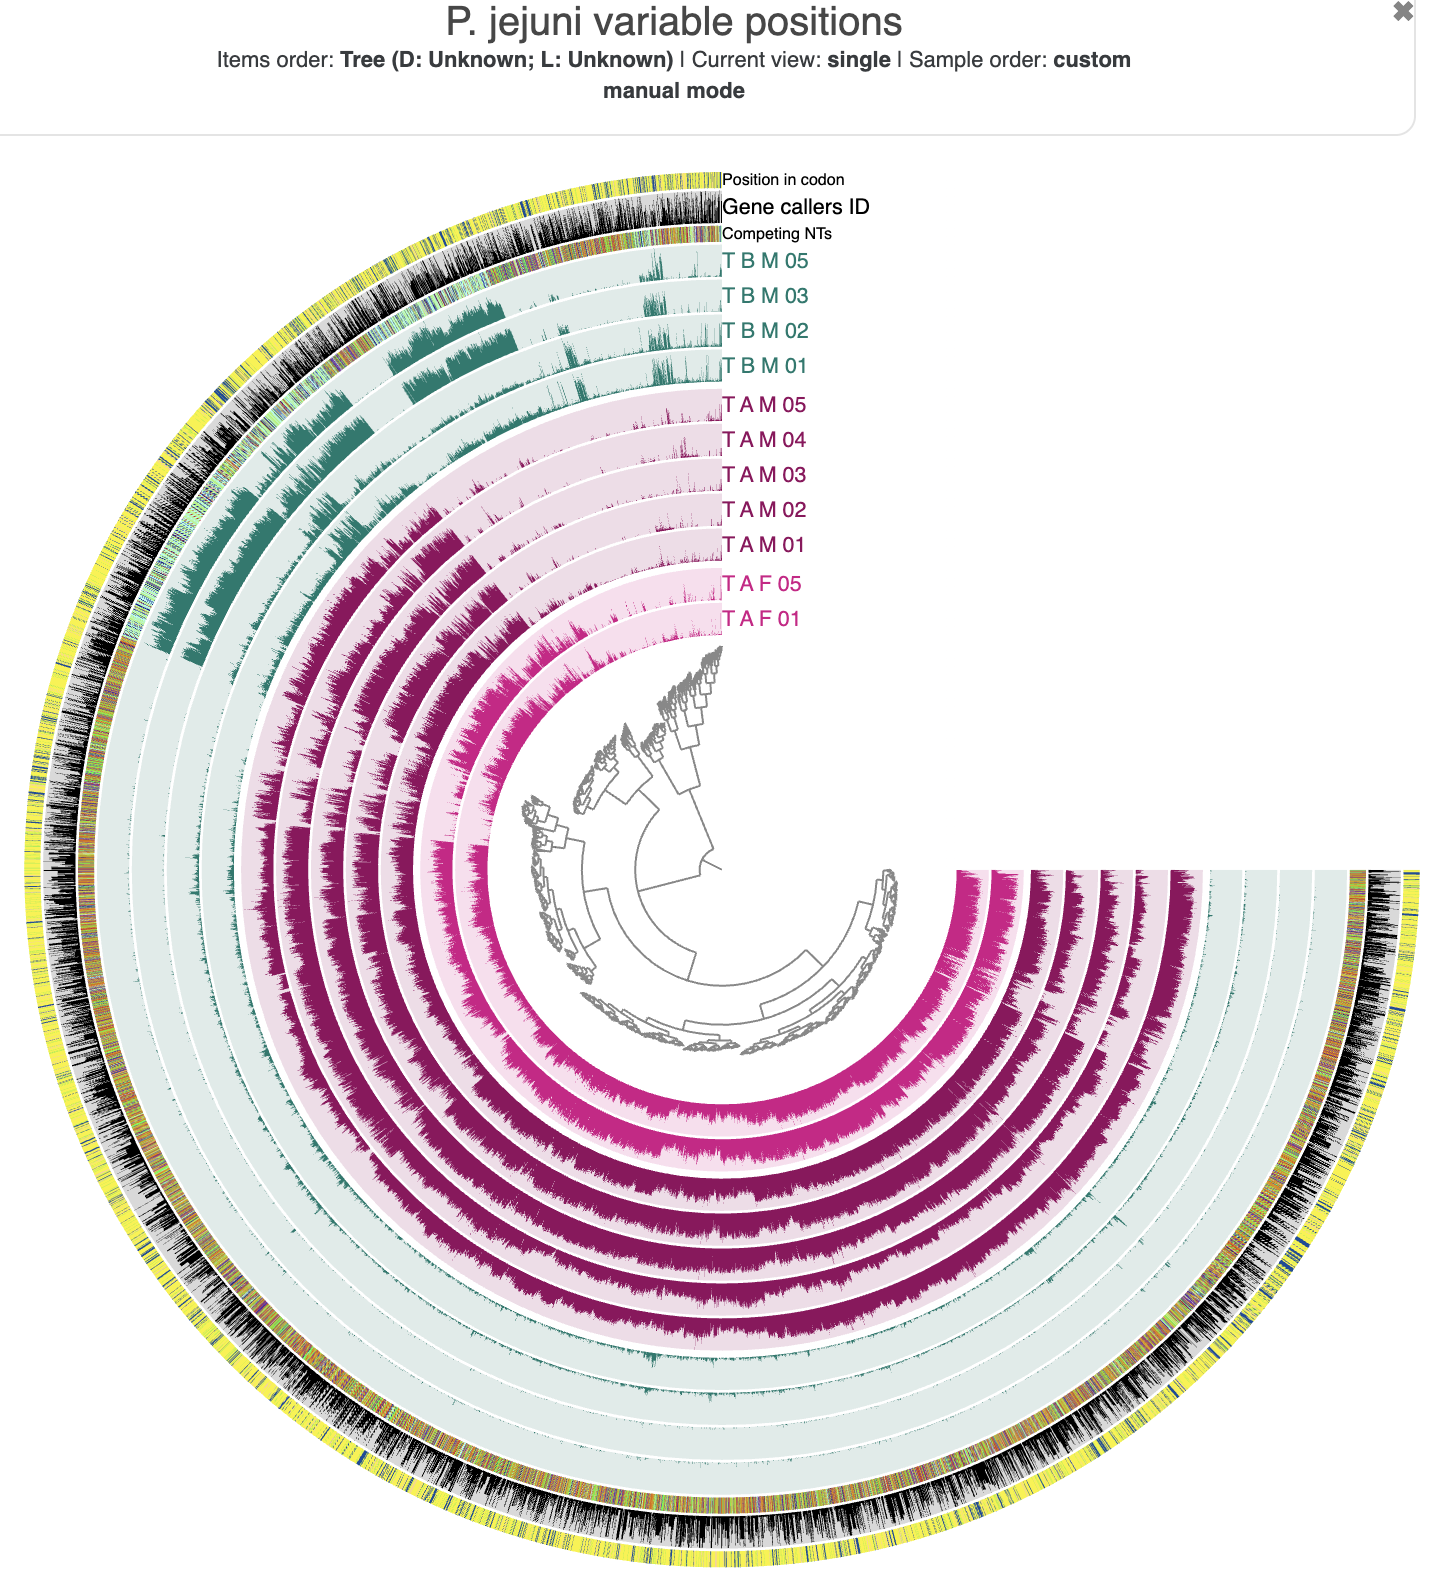 P. jejuni variable positions
Items order: Tree (D: Unknown; L: Unknown) | Current view: single | Sample order: custom
manual mode
Position in codon
Gene callers ID
Competing NTs
T B M 05
T B M 03
T B M 02
T B M 01
T A M 05
T A M 04
T A M 03
T A M 02
T A M 01
T A F 05
T A F 01